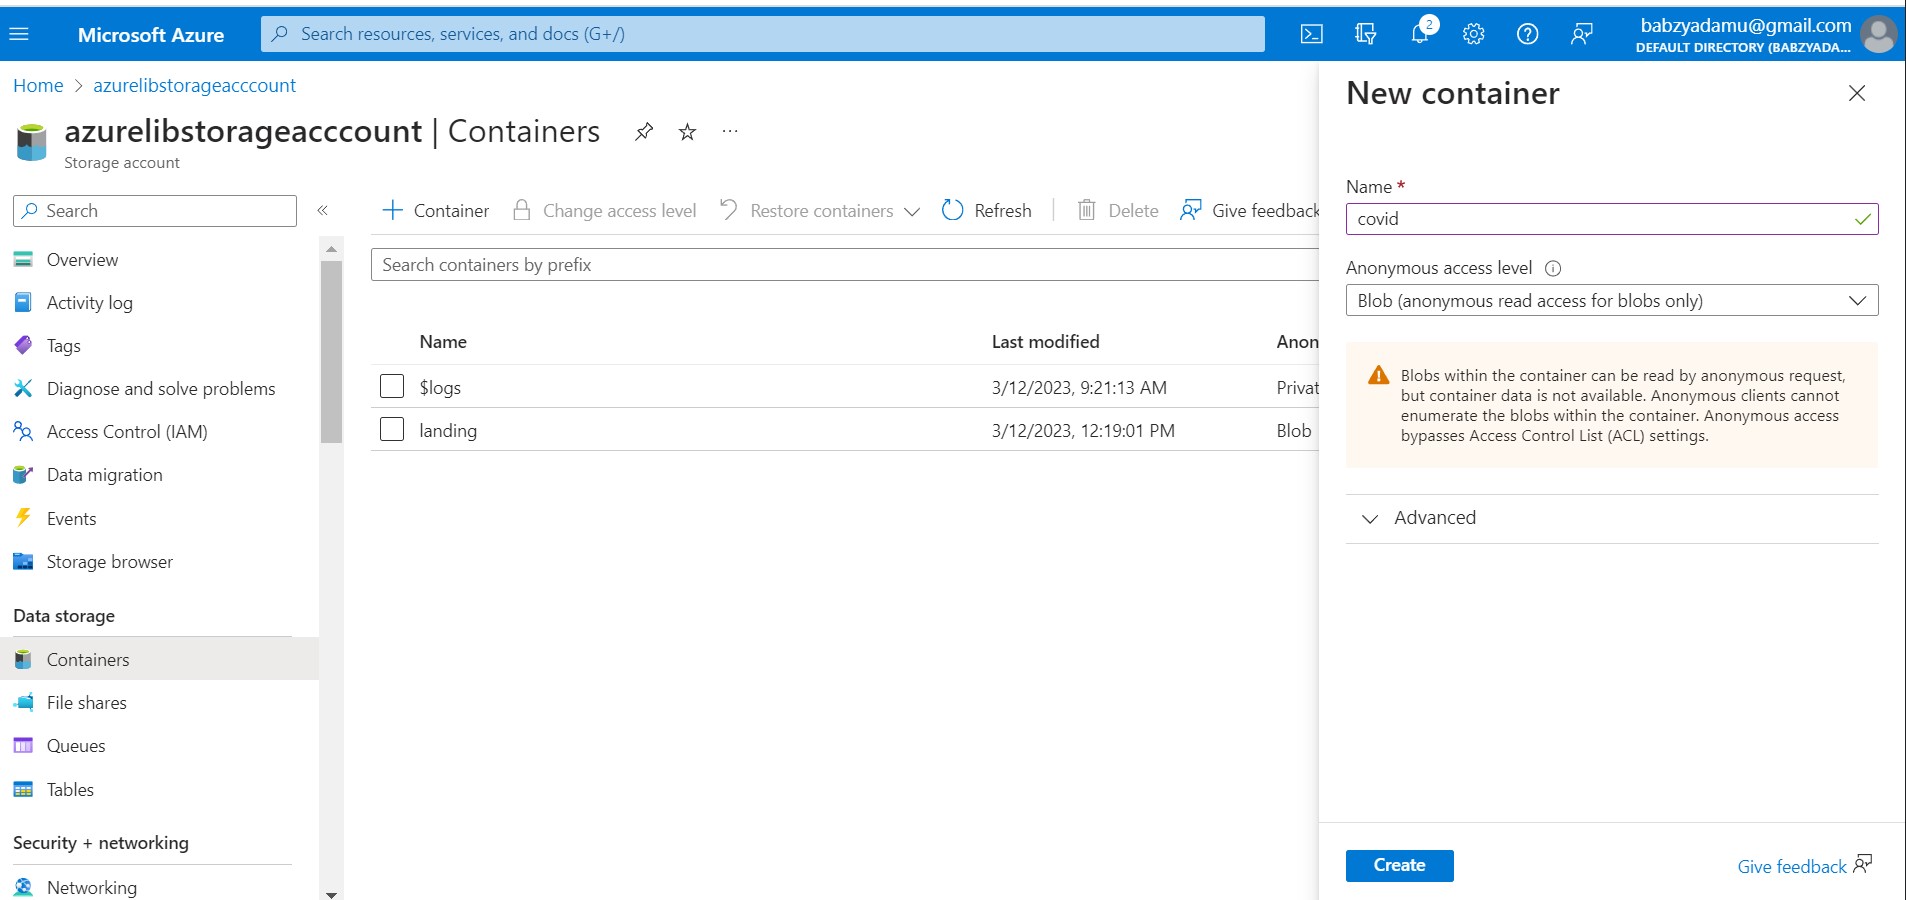 Microsoft Azure
Search resources, services, and docs (G+/)
2
babzyadamu@gmail.com
DEFAULT DIRECTORY (BABZYADA...
Home > azurelibstorageacccount
azurelibstorageacccount | Containers
...
Storage account
Search
«
Overview
Activity log
Tags
Diagnose and solve problems
Access Control (IAM)
Data migration
Events
Storage browser
Data storage
Containers
File shares
Queues
Tables
Security + networking
Networking
Container
Change access level
Restore containers
Refresh
Delete
Give feedback
Search containers by prefix
Name Last modified Anon
$logs 3/12/2023, 9:21:13 AM Privat
landing 3/12/2023, 12:19:01 PM Blob
New container
Name *
covid
Anonymous access level
Blob (anonymous read access for blobs only)
Blobs within the container can be read by anonymous request,
but container data is not available. Anonymous clients cannot
enumerate the blobs within the container. Anonymous access
bypasses Access Control List (ACL) settings.
Advanced
Create
Give feedback